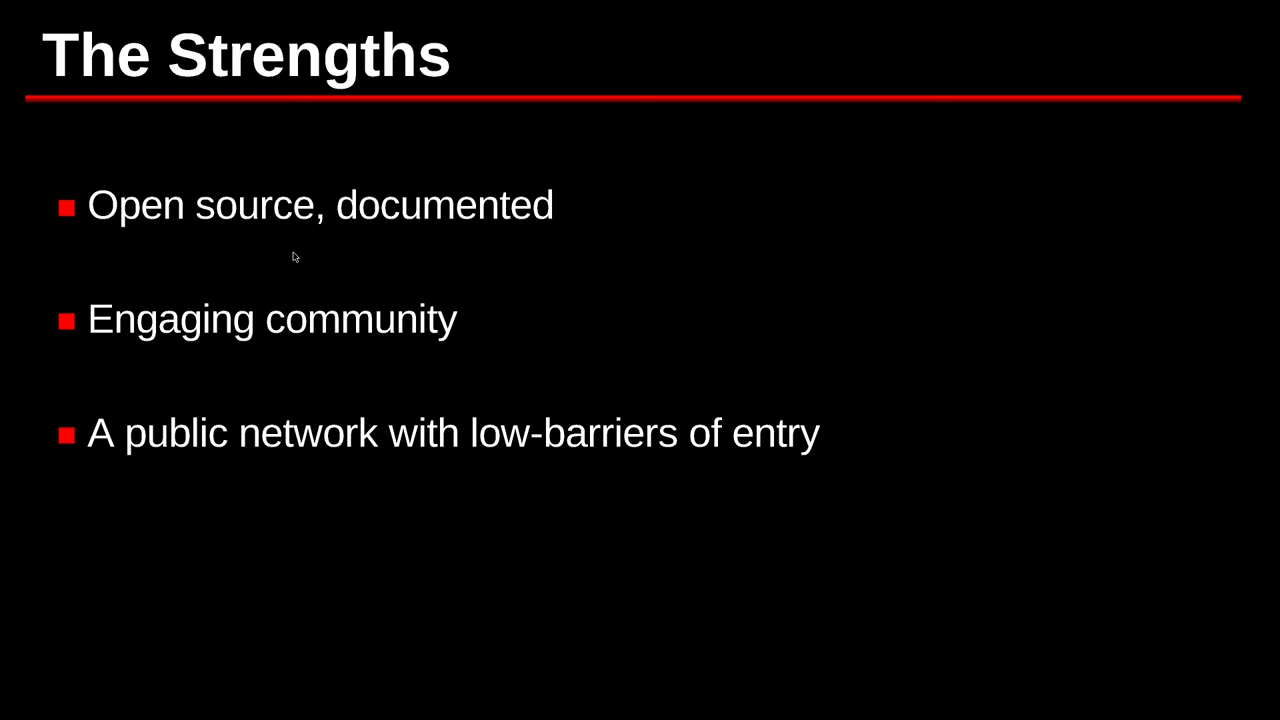 The Strengths
Open source, documented
Engaging community
A public network with low-barriers of entry